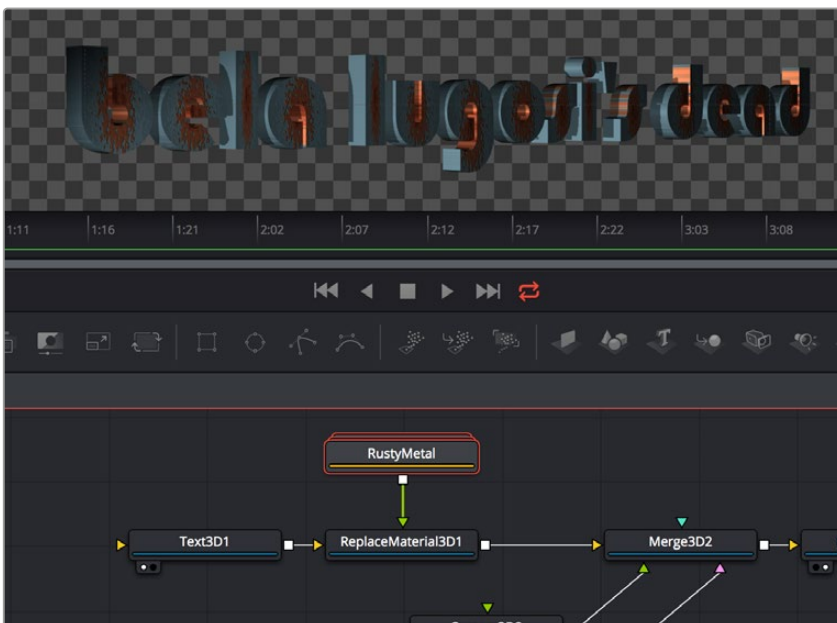 bela lugosi's dead
1:11 1:16 1:21 2:02 2:07 2:12 2:17 2:22 3:03 3:08
RustyMetal
Text3D1 ReplaceMaterial3D1 Merge3D2